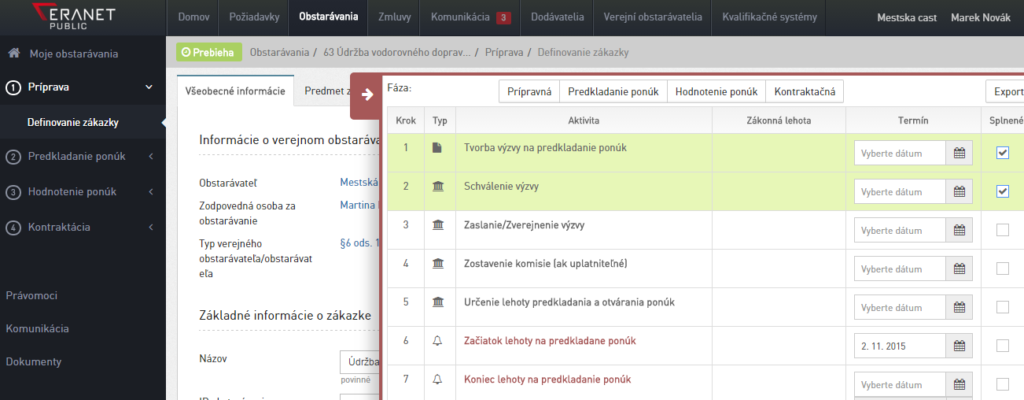 ERANET
PUBLIC
Domov
Požiadavky
Obstarávania
Zmluvy
Komunikácia 3
Dodávatelia
Verejní obstarávatelia
Kvalifikačné systémy
Mestska cast
Marek Novák
Moje obstarávania
1 Príprava
Definovanie zákazky
2 Predkladanie ponúk
3 Hodnotenie ponúk
4 Kontraktácia
Právomoci
Komunikácia
Dokumenty
Prebieha
Obstarávania / 63 Údržba vodorovného doprav... / Príprava / Definovanie zákazky
Všeobecné informácie
Predmet z
Informácie o verejnom obstaráva
Obstarávateľ
Mestská
Zodpovedná osoba za
obstarávanie
Martina
Typ verejného
obstarávateľa/obstarávat
eľa
§6 ods. 1
Základné informácie o zákazke
Názov
Údržba
povinné
Fáza:
Prípravná
Predkladanie ponúk
Hodnotenie ponúk
Kontraktačná
Export
Krok Typ Aktivita Zákonná lehota Termín Splnené
1 Tvorba výzvy na predkladanie ponúk Vyberte dátum
2 Schválenie výzvy Vyberte dátum
3 Zaslanie/Zverejnenie výzvy Vyberte dátum
4 Zostavenie komisie (ak uplatniteľné) Vyberte dátum
5 Určenie lehoty predkladania a otvárania ponúk Vyberte dátum
6 Začiatok lehoty na predkladane ponúk 2. 11. 2015
7 Koniec lehoty na predkladanie ponúk Vyberte dátum